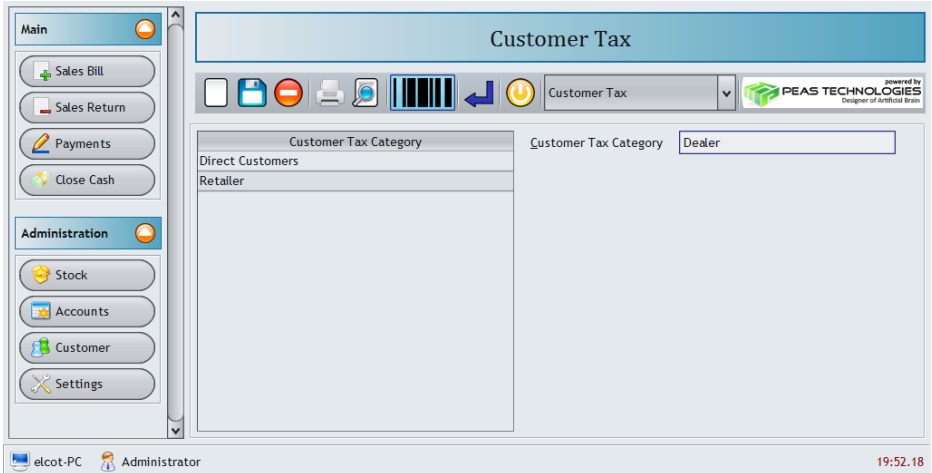 Main
Sales Bill
Sales Return
Payments
Close Cash
Administration
Stock
Accounts
Customer
Settings
Customer Tax
Customer Tax
powered by
PEAS TECHNOLOGIES
Designer of Artificial Brain
Customer Tax Category
Direct Customers
Retailer
Customer Tax Category Dealer
elcot-PC Administrator 19:52.18